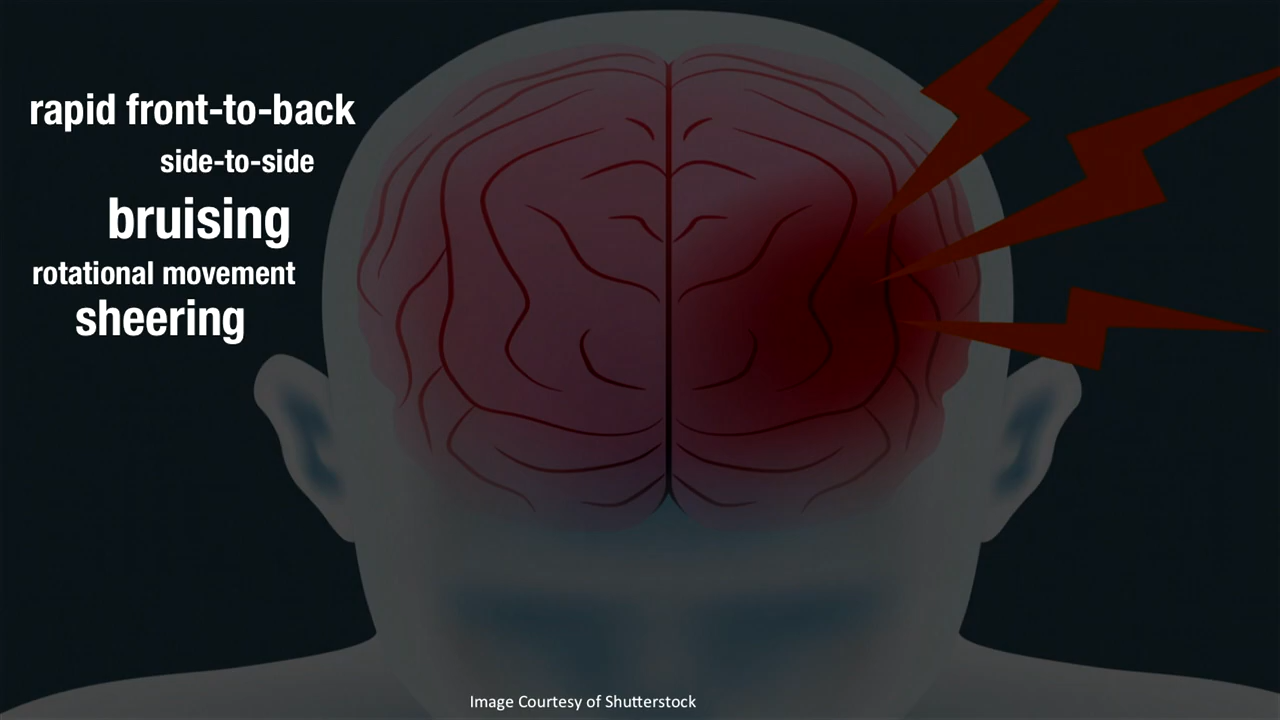 rapid front-to-back
side-to-side
bruising
rotational movement
sheering
Image Courtesy of Shutterstock